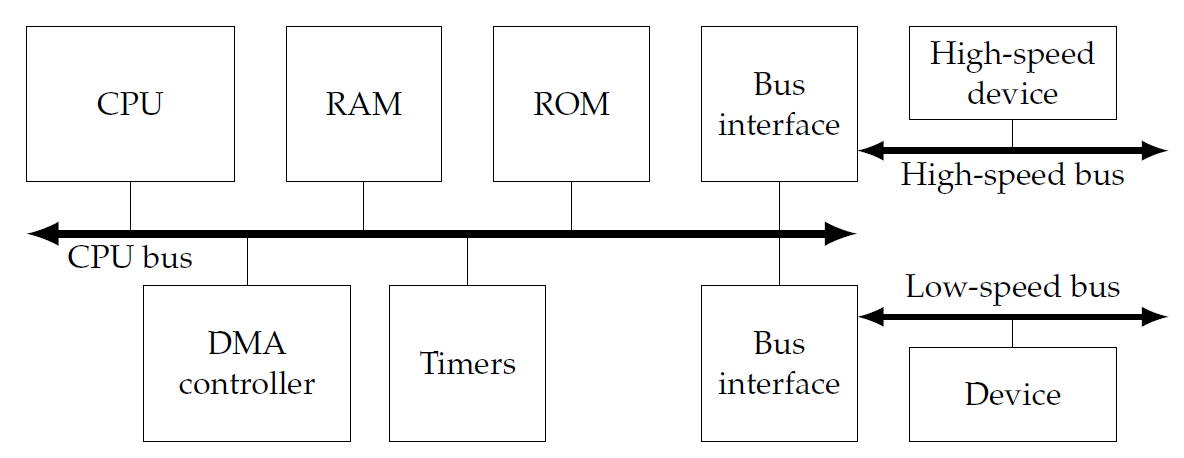 CPU
RAM
ROM
Bus
interface
High-speed
device
High-speed bus
CPU bus
Low-speed bus
DMA
controller
Timers
Bus
interface
Device